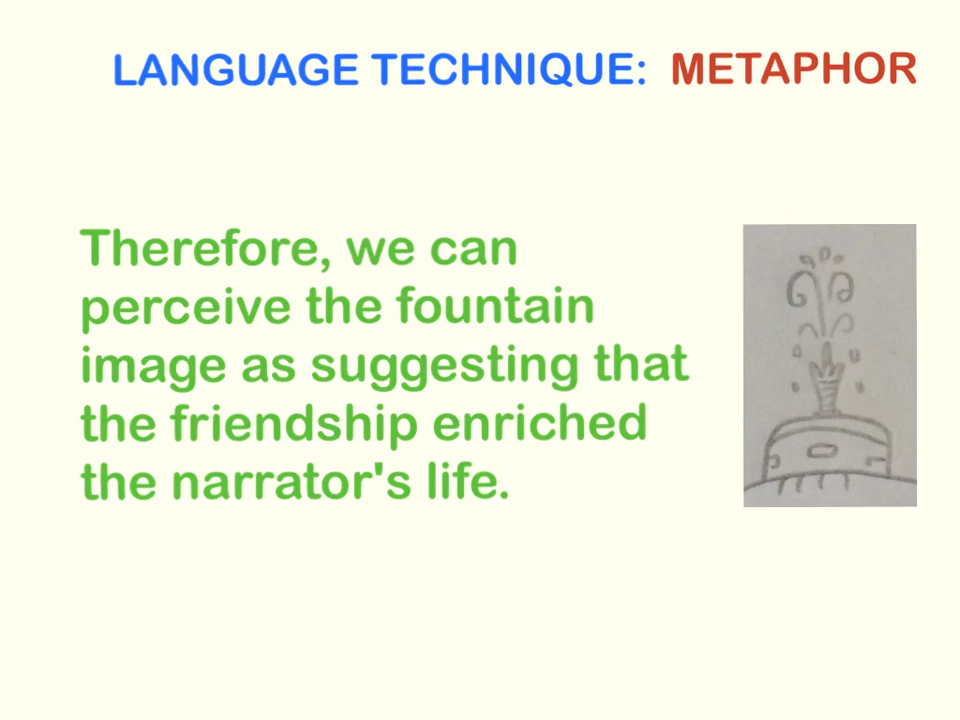 LANGUAGE TECHNIQUE: METAPHOR
Therefore, we can
perceive the fountain
image as suggesting that
the friendship enriched
the narrator's life.